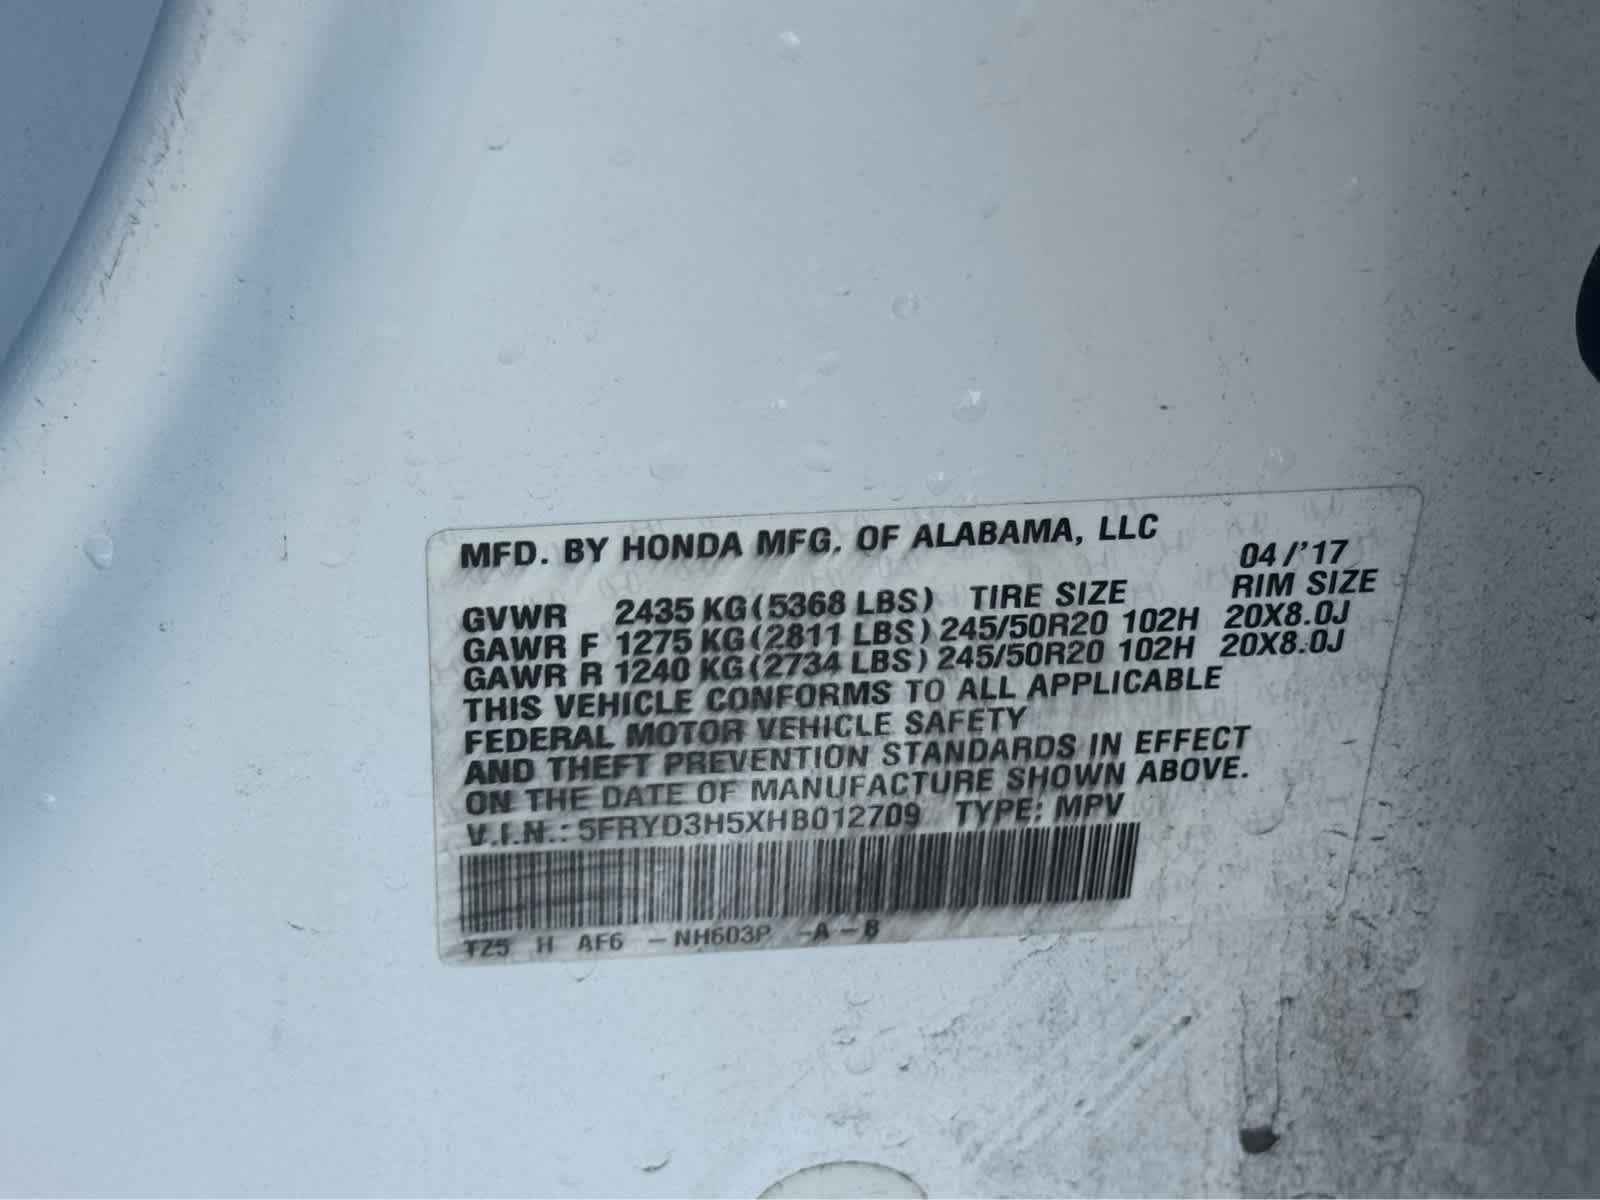 MFD. BY HONDA MFG. OF ALABAMA, LLC
04/'17
GVWR 2435 KG(5368 LBS) TIRE SIZE RIM SIZE
GAWR F 1275 KG(2811 LBS) 245/50R20 102H 20X8.0J
GAWR R 1240 KG(2734 LBS) 245/50R20 102H 20X8.0J
THIS VEHICLE CONFORMS TO ALL APPLICABLE
FEDERAL MOTOR VEHICLE SAFETY
AND THEFT PREVENTION STANDARDS IN EFFECT
ON THE DATE OF MANUFACTURE SHOWN ABOVE.
V.I.N.: 5FRYD3H5XHB012709 TYPE: MPV
TZ5 H AF6 -NH603P -A-B